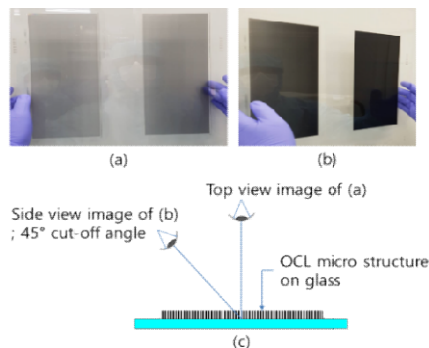 (a)
(b)
Top view image of (a)
Side view image of (b)
; 45° cut-off angle
OCL micro structure
on glass
(c)